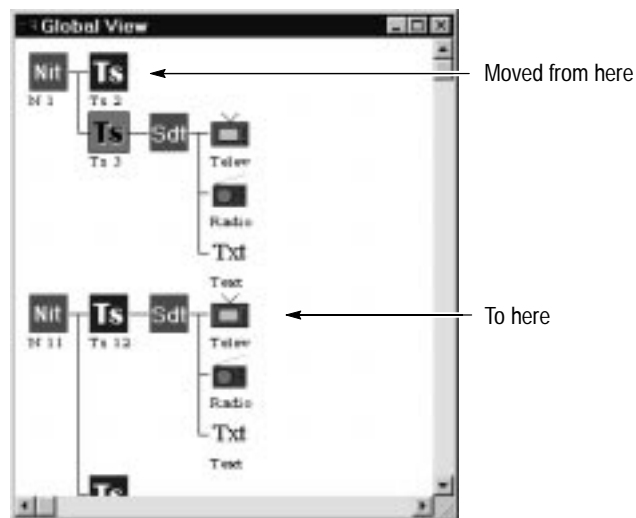 Global View
Nit Ts
Moved from here
N 1 Ts 2
Ts Sdt
Ts 3 Telev
Radio
Txt
Text
Nit Ts Sdt
To here
N 11 Ts 12 Telev
Radio
Txt
Text
Ts